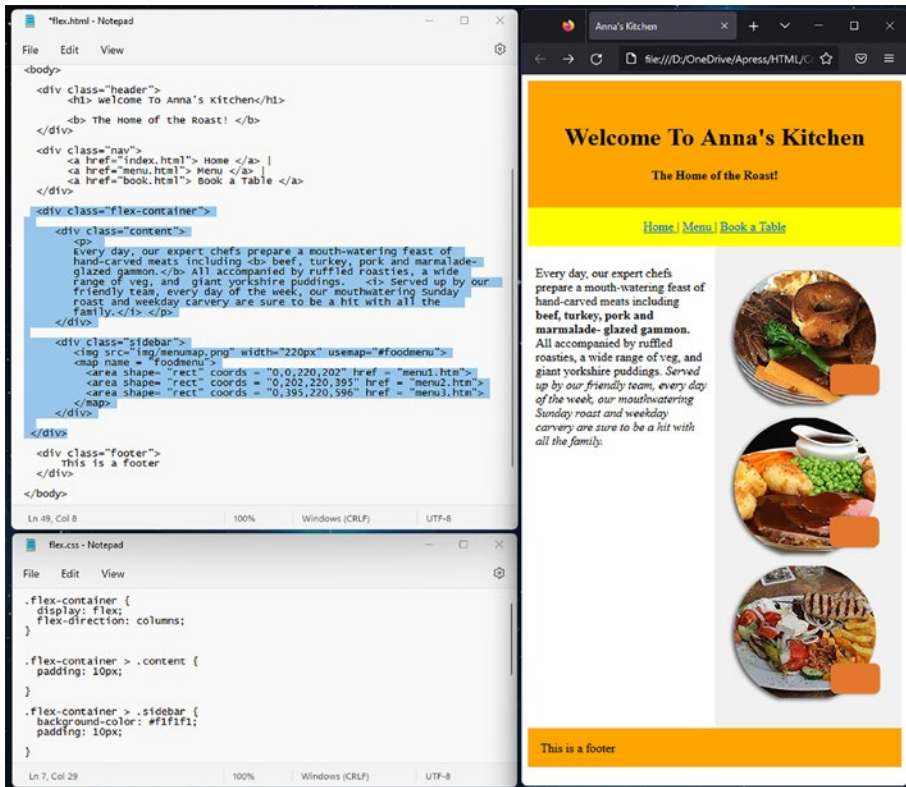 *flex.html - Notepad
File Edit View
<body>
<div class="header">
<h1> Welcome To Anna's Kitchen</h1>
<b> The Home of the Roast! </b>
</div>
<div class="nav">
<a href="index.html"> Home </a> |
<a href="menu.html"> Menu </a> |
<a href="book.html"> Book a Table </a>
</div>
<div class="flex-container">
<div class="content">
<p>
Every day, our expert chefs prepare a mouth-watering feast of
hand-carved meats including <b> beef, turkey, pork and marmalade-
glazed gammon.</b> All accompanied by ruffled roasties, a wide
range of veg, and giant yorkshire puddings. <i> Served up by our
friendly team, every day of the week, our mouthwatering Sunday
roast and weekday carvery are sure to be a hit with all the
family.</i> </p>
</div>
<div class="sidebar">
<img src="img/menumap.png" width="220px" usemap="#foodmenu">
<map name = "foodmenu">
<area shape= "rect" coords = "0,0,220,202" href = "menu1.htm">
<area shape= "rect" coords = "0,202,220,395" href = "menu2.htm">
<area shape= "rect" coords = "0,395,220,596" href = "menu3.htm">
</map>
</div>
</div>
<div class="footer">
This is a footer
</div>
</body>
Ln 49, Col 8 100% Windows (CRLF) UTF-8
flex.css - Notepad
File Edit View
.flex-container {
display: flex;
flex-direction: columns;
}
.flex-container > .content {
padding: 10px;
}
.flex-container > .sidebar {
background-color: #f1f1f1;
padding: 10px;
}
Ln 7, Col 29 100% Windows (CRLF) UTF-8
Anna's Kitchen
file:///D:/OneDrive/Apress/HTML/Co
Welcome To Anna's Kitchen
The Home of the Roast!
Home | Menu | Book a Table
Every day, our expert chefs
prepare a mouth-watering feast of
hand-carved meats including
beef, turkey, pork and
marmalade- glazed gammon.
All accompanied by ruffled
roasties, a wide range of veg, and
giant yorkshire puddings. Served
up by our friendly team, every day
of the week, our mouthwatering
Sunday roast and weekday
carvery are sure to be a hit with
all the family.
This is a footer